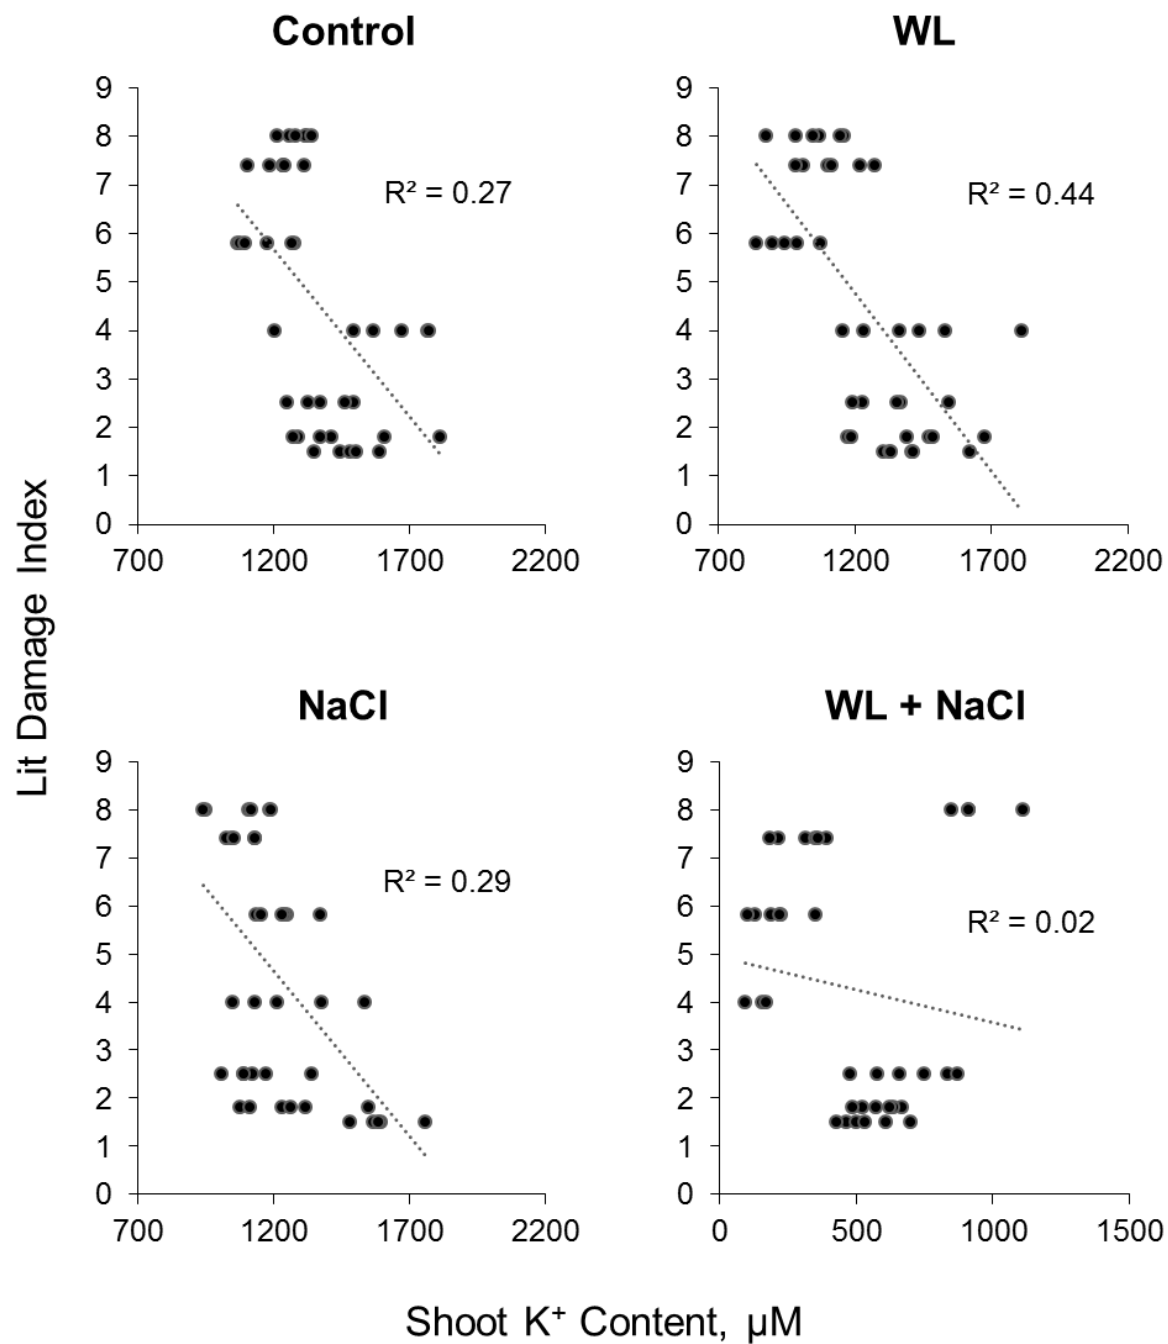 Control
9
8
7
6
5
4
3
2
1
0
R² = 0.27
700 1200 1700 2200
WL
9
8
7
6
5
4
3
2
1
0
R² = 0.44
700 1200 1700 2200
Lit Damage Index
NaCl
9
8
7
6
5
4
3
2
1
0
R² = 0.29
700 1200 1700 2200
WL + NaCl
9
8
7
6
5
4
3
2
1
0
R² = 0.02
0 500 1000 1500
Shoot K⁺ Content, µM